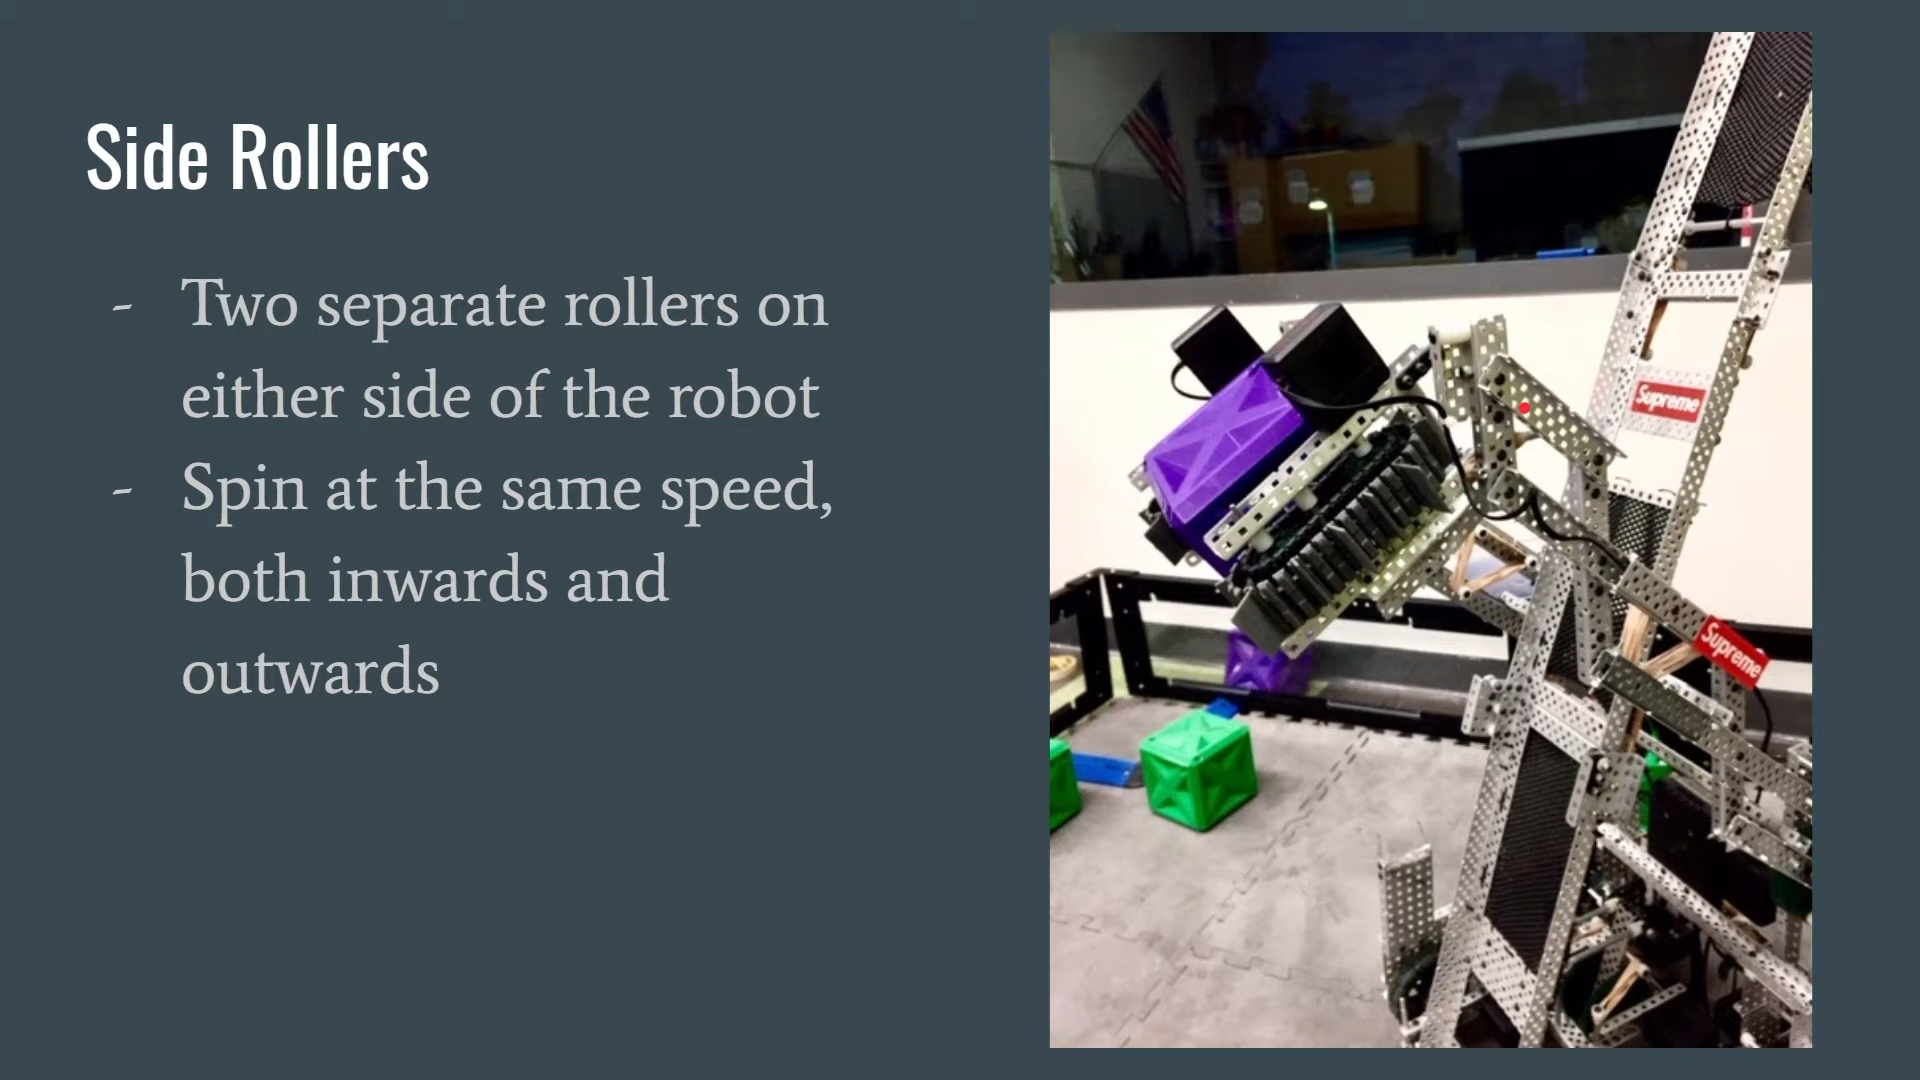 Side Rollers
- Two separate rollers on
either side of the robot
- Spin at the same speed,
both inwards and
outwards
Supreme
Supreme